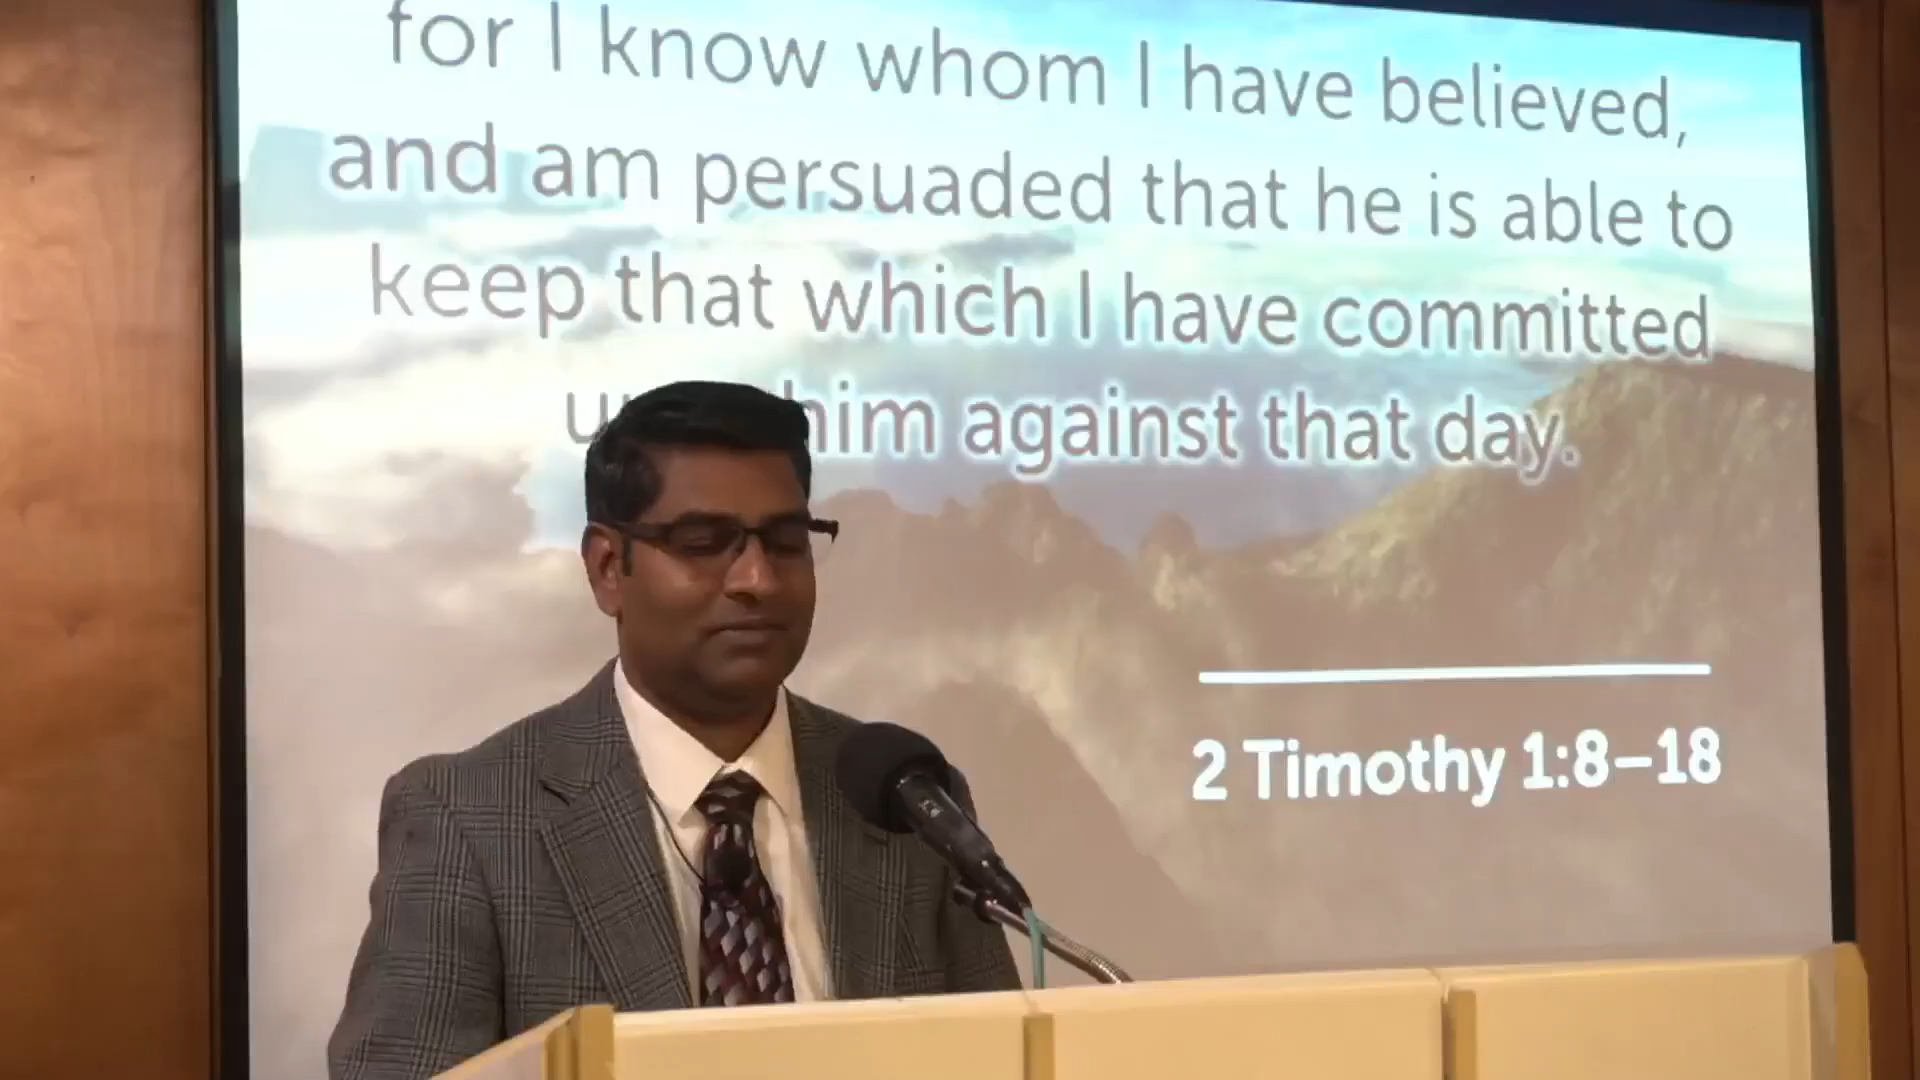 for I know whom I have believed,
and am persuaded that he is able to
keep that which I have committed
him against that day.
2 Timothy 1:8–18